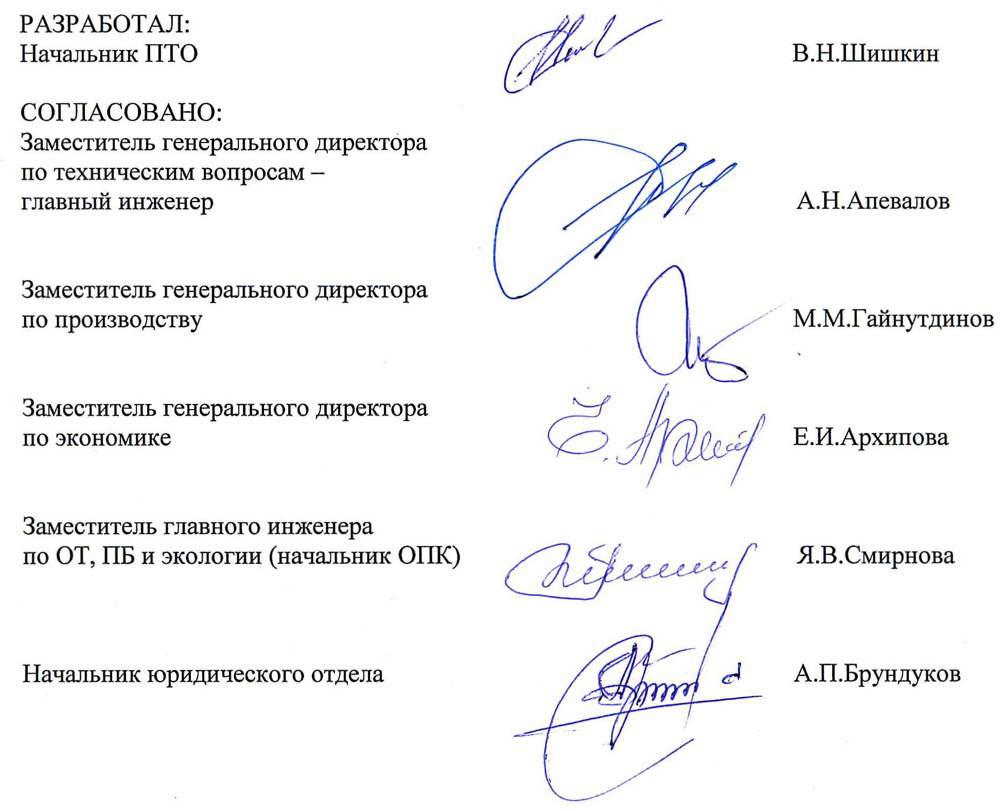 РАЗРАБОТАЛ:
Начальник ПТО В.Н.Шишкин
СОГЛАСОВАНО:
Заместитель генерального директора
по техническим вопросам –
главный инженер А.Н.Апевалов
Заместитель генерального директора
по производству М.М.Гайнутдинов
Заместитель генерального директора
по экономике Е.И.Архипова
Заместитель главного инженера
по ОТ, ПБ и экологии (начальник ОПК) Я.В.Смирнова
Начальник юридического отдела А.П.Брундуков